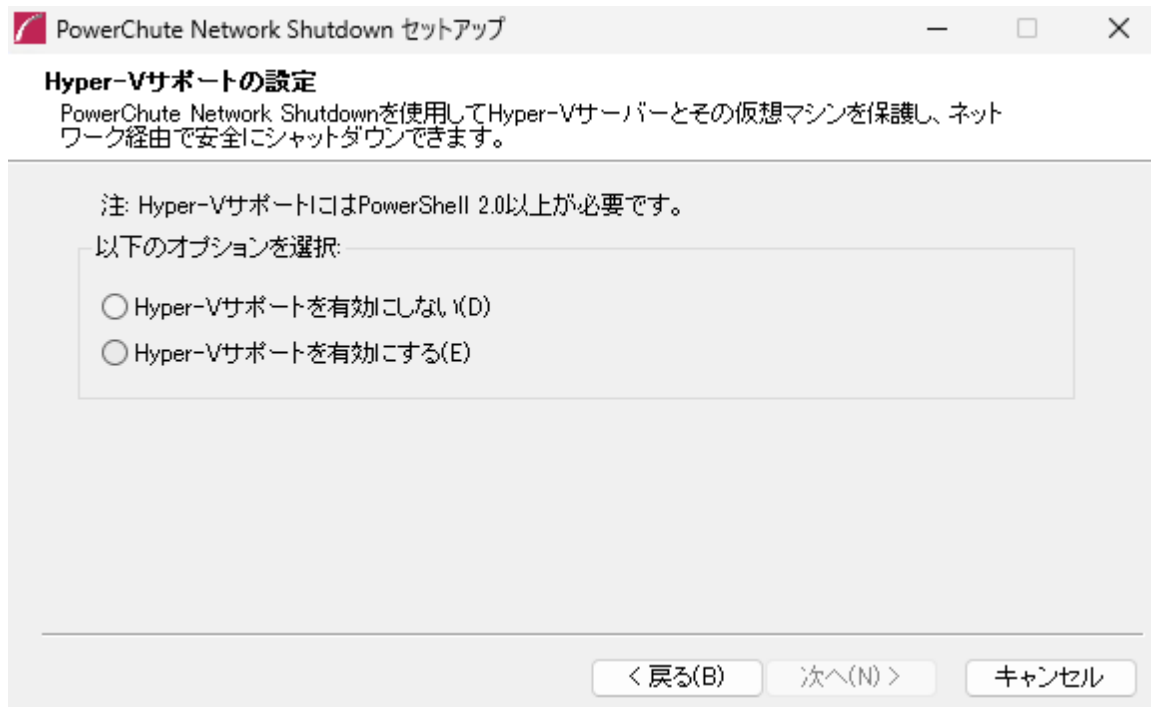 PowerChute Network Shutdown セットアップ
Hyper-Vサポートの設定
PowerChute Network Shutdownを使用してHyper-Vサーバーとその仮想マシンを保護し、ネット
ワーク経由で安全にシャットダウンできます。
注: Hyper-VサポートにはPowerShell 2.0以上が必要です。
以下のオプションを選択:
Hyper-Vサポートを有効にしない(D)
Hyper-Vサポートを有効にする(E)
< 戻る(B) 次へ(N) > キャンセル